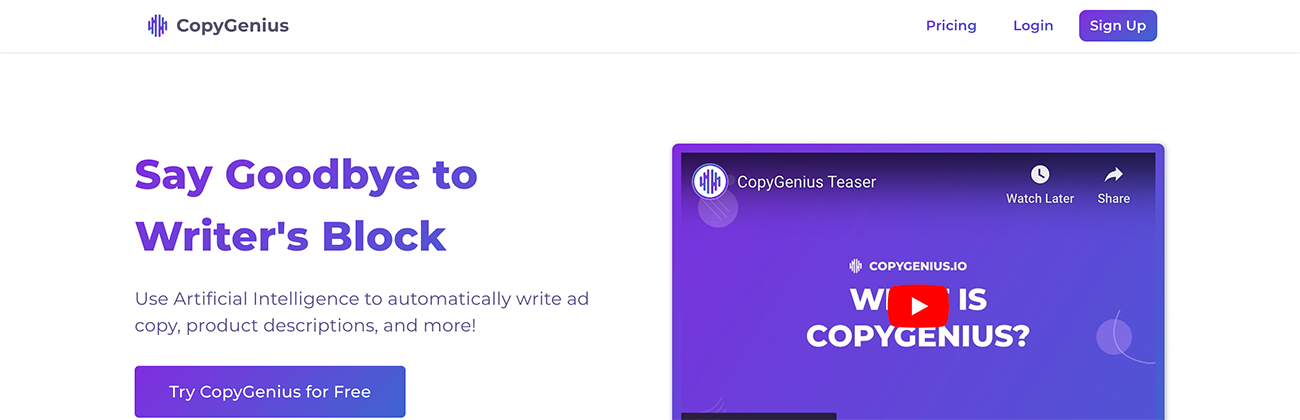 CopyGenius
Pricing
Login
Sign Up
Say Goodbye to
Writer's Block
Use Artificial Intelligence to automatically write ad
copy, product descriptions, and more!
Try CopyGenius for Free
CopyGenius Teaser
Watch Later
Share
COPYGENIUS.IO
IS
COPYGENIUS?